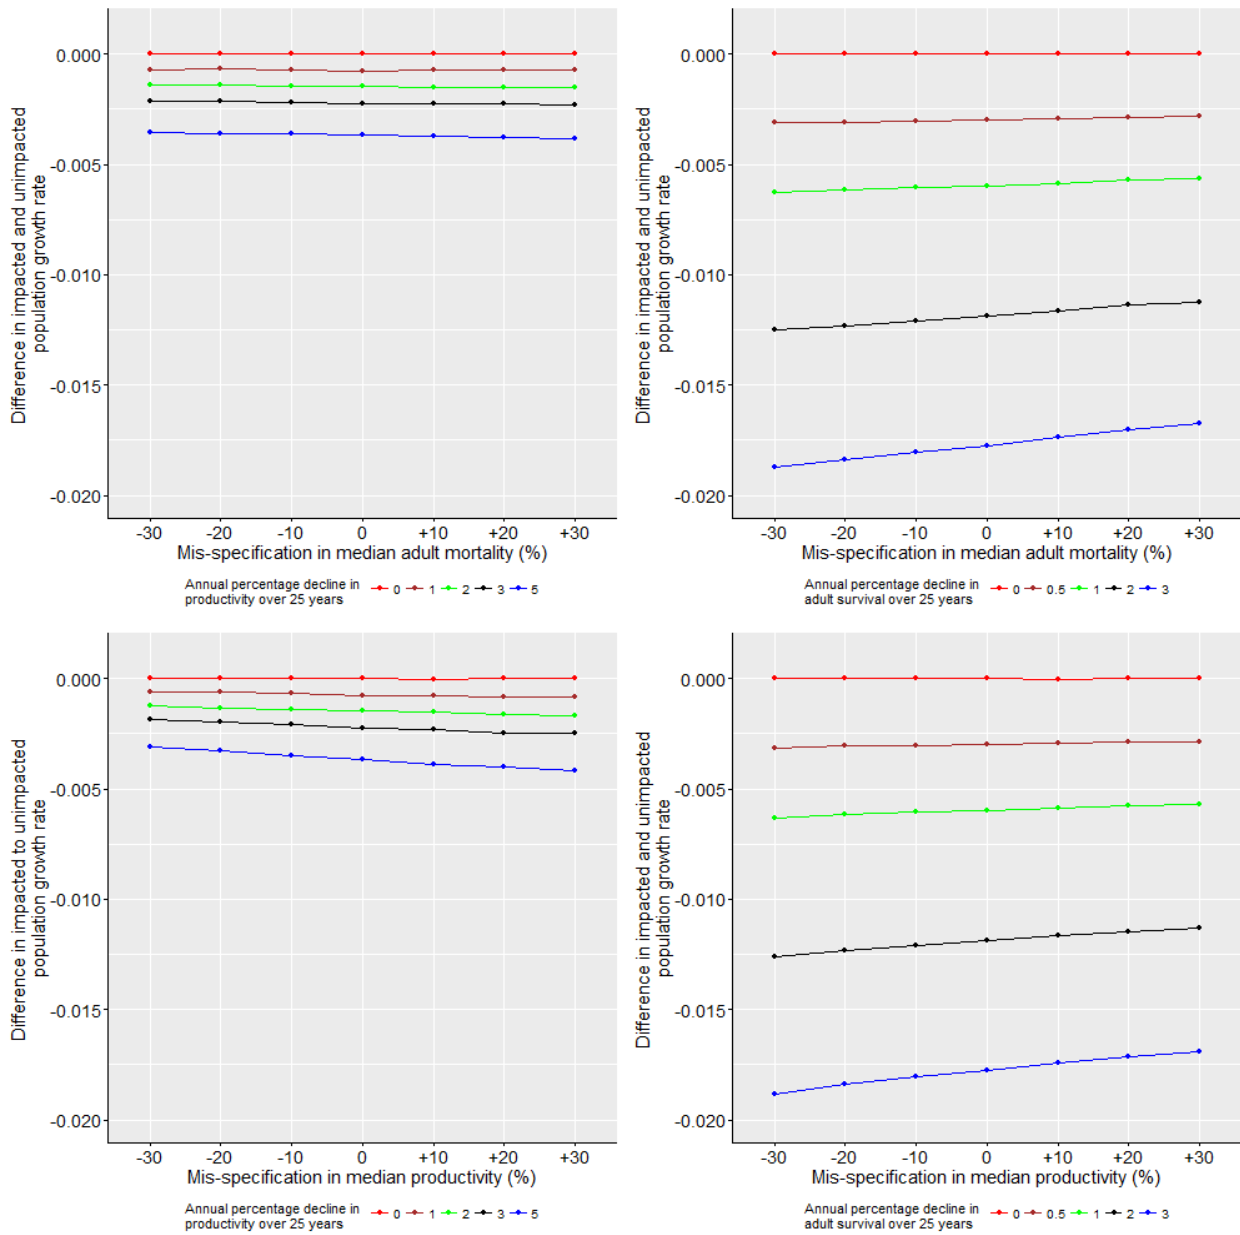 0.000
-0.005
-0.010
-0.015
-0.020
Difference in impacted and unimpacted
population growth rate
-30 -20 -10 0 +10 +20 +30
Mis-specification in median adult mortality (%)
Annual percentage decline in
productivity over 25 years
0 1 2 3 5
0.000
-0.005
-0.010
-0.015
-0.020
Difference in impacted and unimpacted
population growth rate
-30 -20 -10 0 +10 +20 +30
Mis-specification in median adult mortality (%)
Annual percentage decline in
adult survival over 25 years
0 0.5 1 2 3
0.000
-0.005
-0.010
-0.015
-0.020
Difference in impacted to unimpacted
population growth rate
-30 -20 -10 0 +10 +20 +30
Mis-specification in median productivity (%)
Annual percentage decline in
productivity over 25 years
0 1 2 3 5
0.000
-0.005
-0.010
-0.015
-0.020
Difference in impacted and unimpacted
population growth rate
-30 -20 -10 0 +10 +20 +30
Mis-specification in median productivity (%)
Annual percentage decline in
adult survival over 25 years
0 0.5 1 2 3